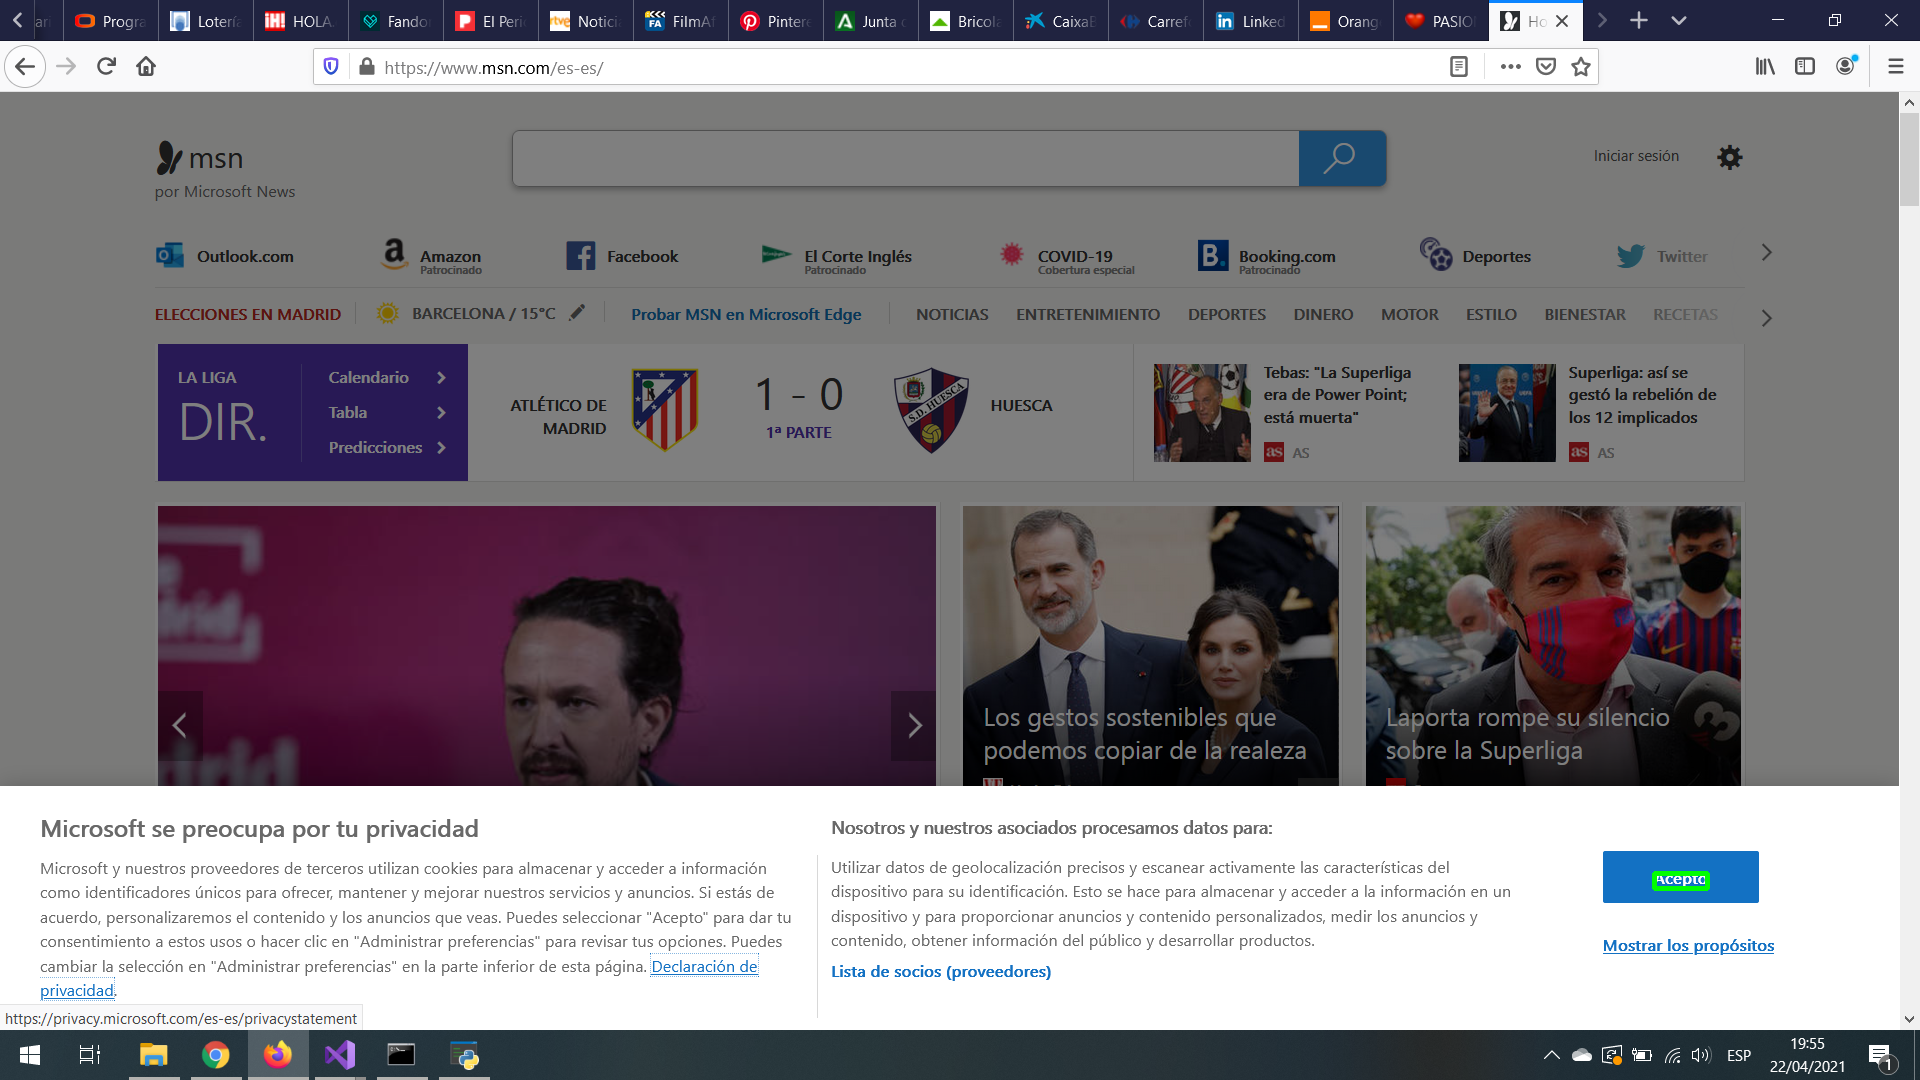 Progra
Lotería
¡H! HOLA
Fando
El Peri
rtve Notici
FA FilmAf
Pintere
Junta d
Bricola
CaixaB
Carref
in Linked
Orang
PASIO
Ho
https://www.msn.com/es-es/
msn
por Microsoft News
Iniciar sesión
Outlook.com
Amazon
Patrocinado
Facebook
El Corte Inglés
Patrocinado
COVID-19
Cobertura especial
B. Booking.com
Patrocinado
Deportes
Twitter
ELECCIONES EN MADRID
BARCELONA / 15°C
Probar MSN en Microsoft Edge
NOTICIAS ENTRETENIMIENTO DEPORTES DINERO MOTOR ESTILO BIENESTAR RECETAS
LA LIGA
DIR.
Calendario
Tabla
Predicciones
ATLÉTICO DE
MADRID
1 - 0
1ª PARTE
S.D. HUESCA
HUESCA
Tebas: "La Superliga
era de Power Point;
está muerta"
as AS
Superliga: así se
gestó la rebelión de
los 12 implicados
as AS
Los gestos sostenibles que
podemos copiar de la realeza
Laporta rompe su silencio
sobre la Superliga
Microsoft se preocupa por tu privacidad
Microsoft y nuestros proveedores de terceros utilizan cookies para almacenar y acceder a información
como identificadores únicos para ofrecer, mantener y mejorar nuestros servicios y anuncios. Si estás de
acuerdo, personalizaremos el contenido y los anuncios que veas. Puedes seleccionar "Acepto" para dar tu
consentimiento a estos usos o hacer clic en "Administrar preferencias" para revisar tus opciones. Puedes
cambiar la selección en "Administrar preferencias" en la parte inferior de esta página. Declaración de
privacidad.
Nosotros y nuestros asociados procesamos datos para:
Utilizar datos de geolocalización precisos y escanear activamente las características del
dispositivo para su identificación. Esto se hace para almacenar y acceder a la información en un
dispositivo y para proporcionar anuncios y contenido personalizados, medir los anuncios y
contenido, obtener información del público y desarrollar productos.
Lista de socios (proveedores)
Acepto
Mostrar los propósitos
https://privacy.microsoft.com/es-es/privacystatement
ESP
19:55
22/04/2021
1